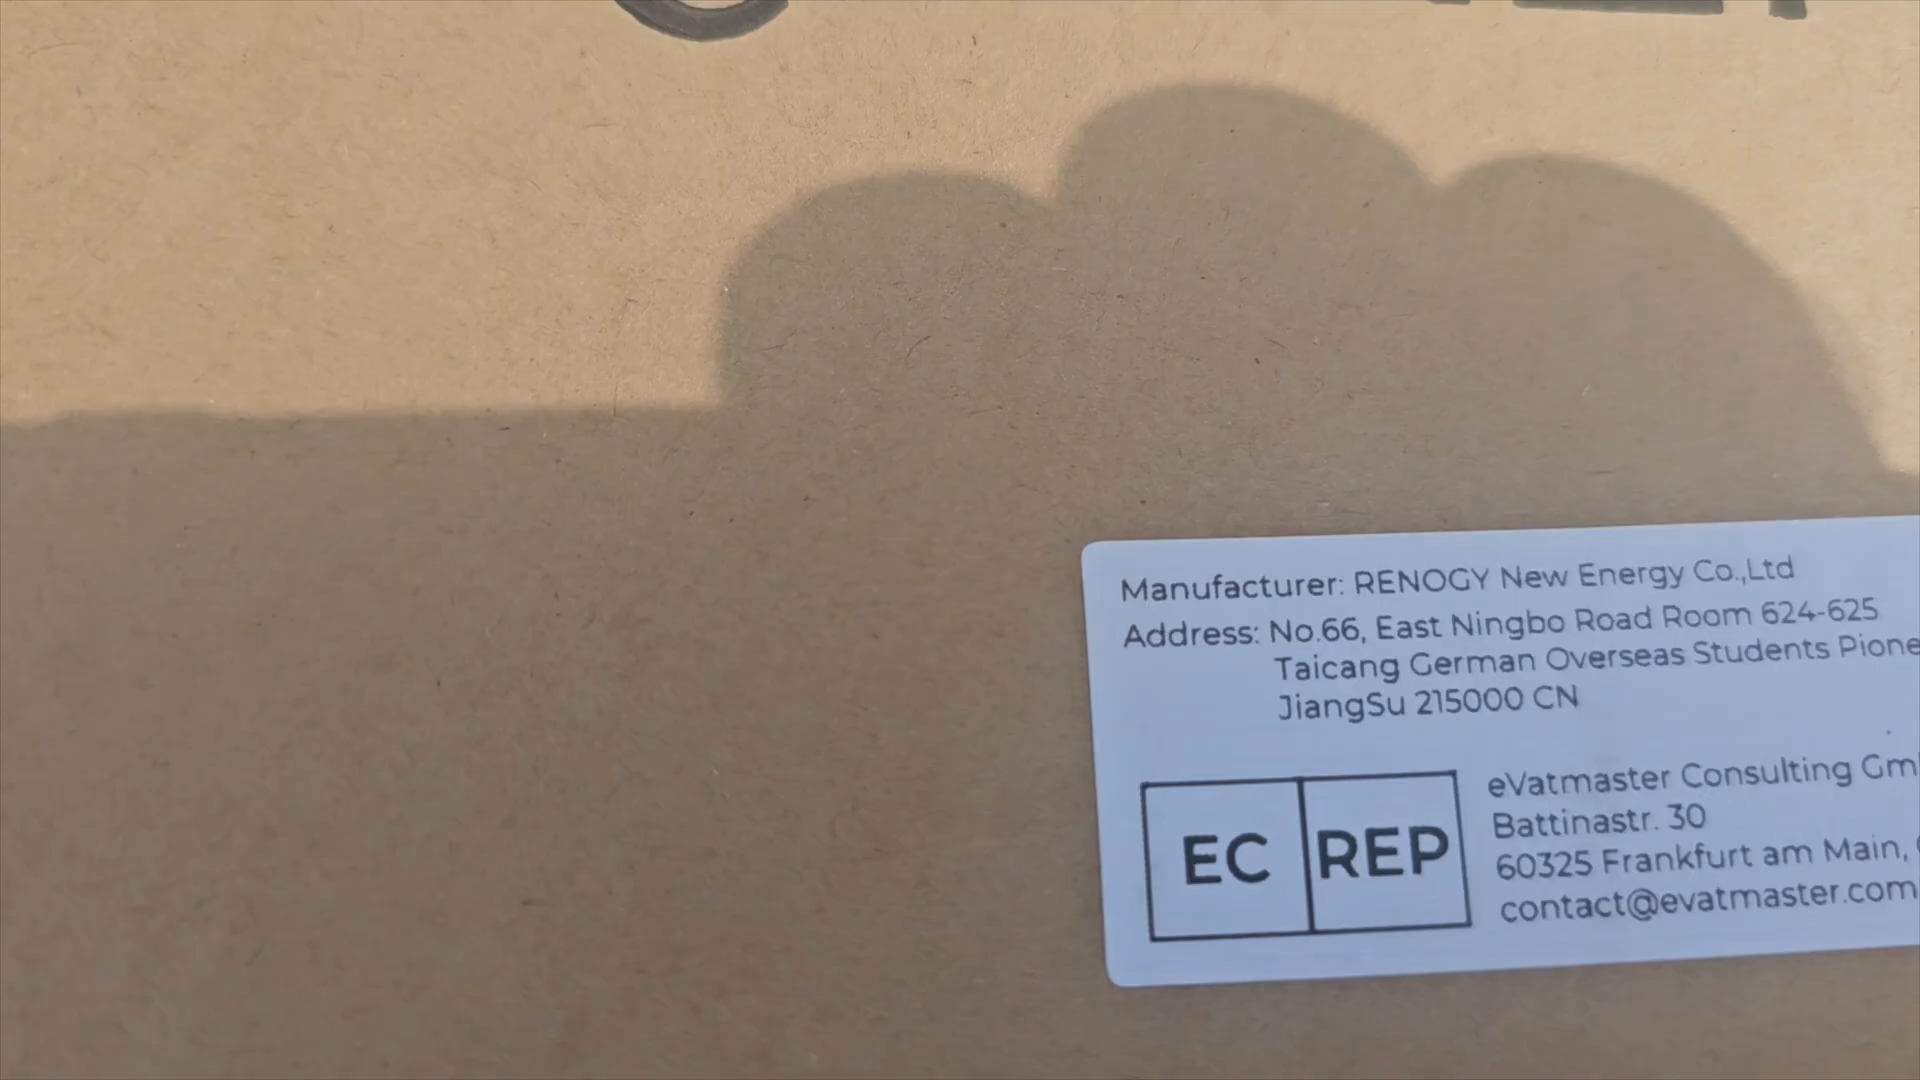 Manufacturer: RENOGY New Energy Co.,Ltd
Address: No.66, East Ningbo Road Room 624-625
Taicang German Overseas Students
JiangSu 215000 CN
EC REP
eVatmaster Consulting
Battinastr. 30
60325 Frankfurt am Main,
contact@evatmaster.com